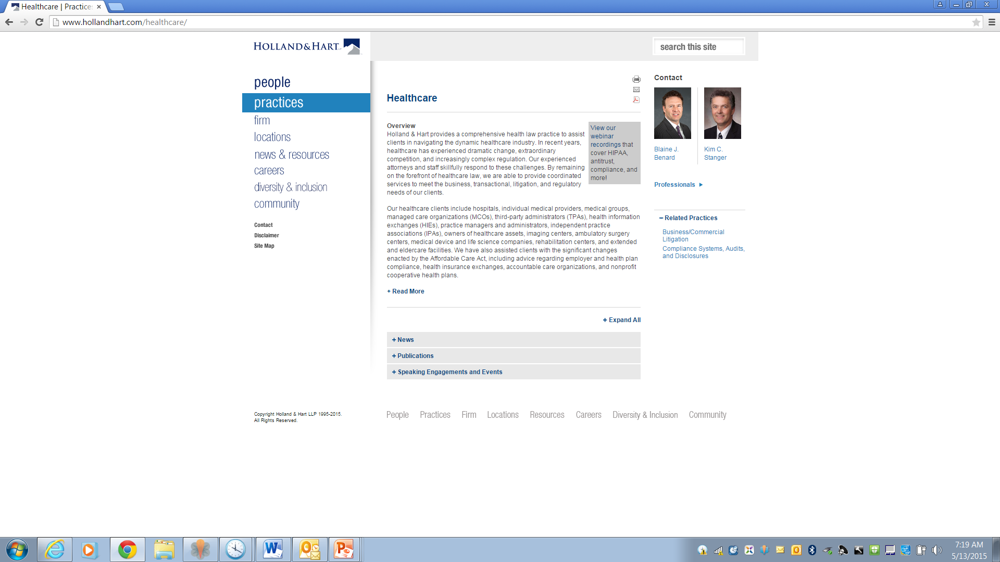 Healthcare | Practice
www.hollandhart.com/healthcare/
HOLLAND&HART
search this site
people
practices
firm
locations
news & resources
careers
diversity & inclusion
community
Contact
Disclaimer
Site Map
Healthcare
Overview
Holland & Hart provides a comprehensive health law practice to assist
clients in navigating the dynamic healthcare industry. In recent years,
healthcare has experienced dramatic change, extraordinary
competition, and increasingly complex regulation. Our experienced
attorneys and staff skillfully respond to these challenges. By remaining
on the forefront of healthcare law, we are able to provide coordinated
services to meet the business, transactional, litigation, and regulatory
needs of our clients.
View our
webinar
recordings that
cover HIPAA,
antitrust,
compliance, and
more!
Our healthcare clients include hospitals, individual medical providers, medical groups,
managed care organizations (MCOs), third-party administrators (TPAs), health information
exchanges (HIEs), practice managers and administrators, independent practice
associations (IPAs), owners of healthcare assets, imaging centers, ambulatory surgery
centers, medical device and life science companies, rehabilitation centers, and extended
and eldercare facilities. We have also assisted clients with the significant changes
enacted by the Affordable Care Act, including advice regarding employer and health plan
compliance, health insurance exchanges, accountable care organizations, and nonprofit
cooperative health plans.
+ Read More
+ Expand All
+ News
+ Publications
+ Speaking Engagements and Events
Contact
Blaine J.
Benard
Kim C.
Stanger
Professionals
− Related Practices
Business/Commercial
Litigation
Compliance Systems, Audits,
and Disclosures
Copyright Holland & Hart LLP 1995-2015.
All Rights Reserved.
People Practices Firm Locations Resources Careers Diversity & Inclusion Community
7:19 AM
5/13/2015